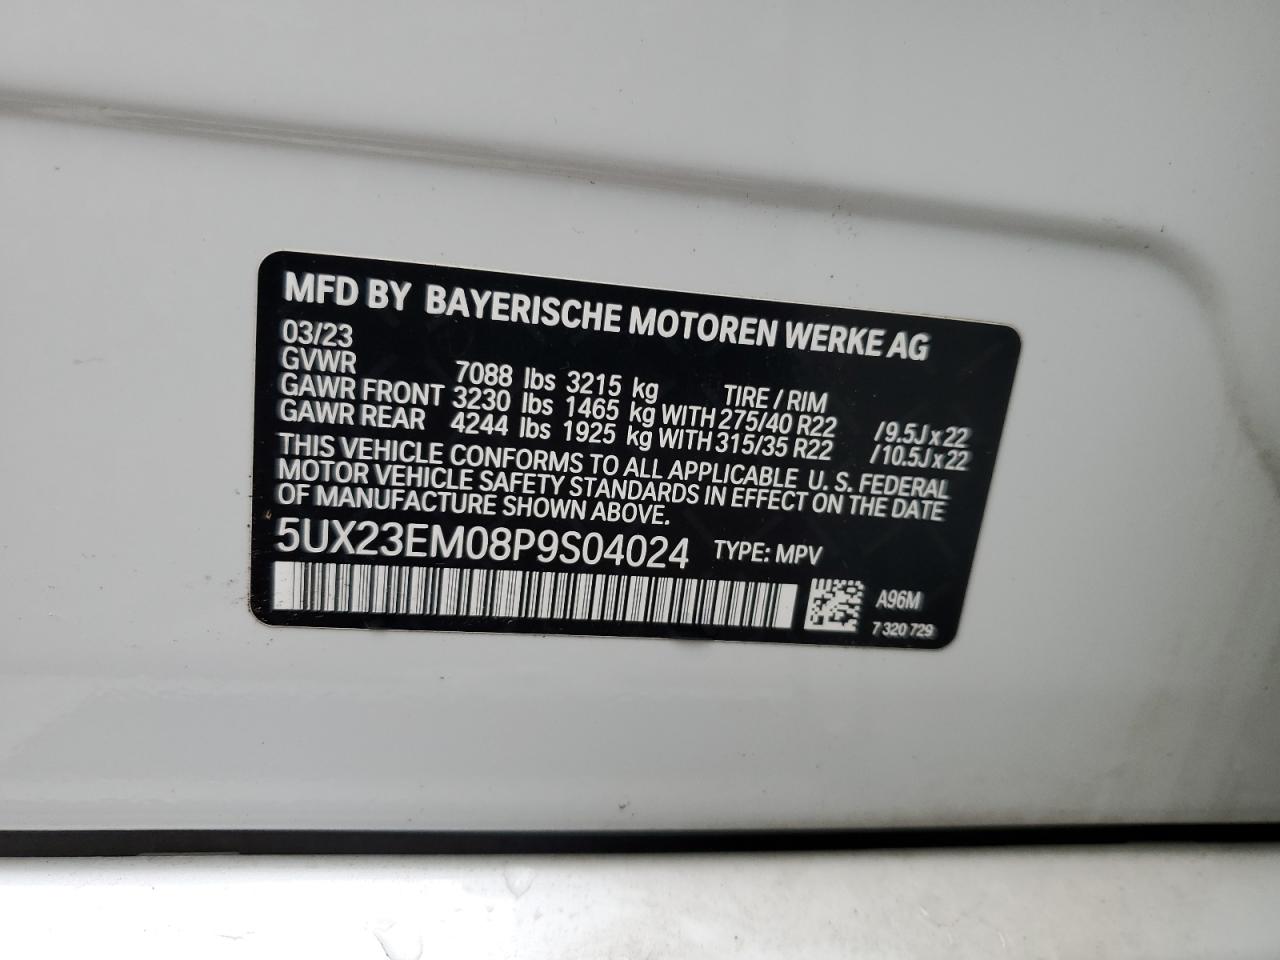 MFD BY BAYERISCHE MOTOREN WERKE AG
03/23
GVWR 7088 lbs 3215 kg TIRE / RIM
GAWR FRONT 3230 lbs 1465 kg WITH 275/40 R22 /9.5J x 22
GAWR REAR 4244 lbs 1925 kg WITH 315/35 R22 /10.5J x 22
THIS VEHICLE CONFORMS TO ALL APPLICABLE U. S. FEDERAL
MOTOR VEHICLE SAFETY STANDARDS IN EFFECT ON THE DATE
OF MANUFACTURE SHOWN ABOVE.
5UX23EM08P9S04024 TYPE: MPV
A96M
7 320 729